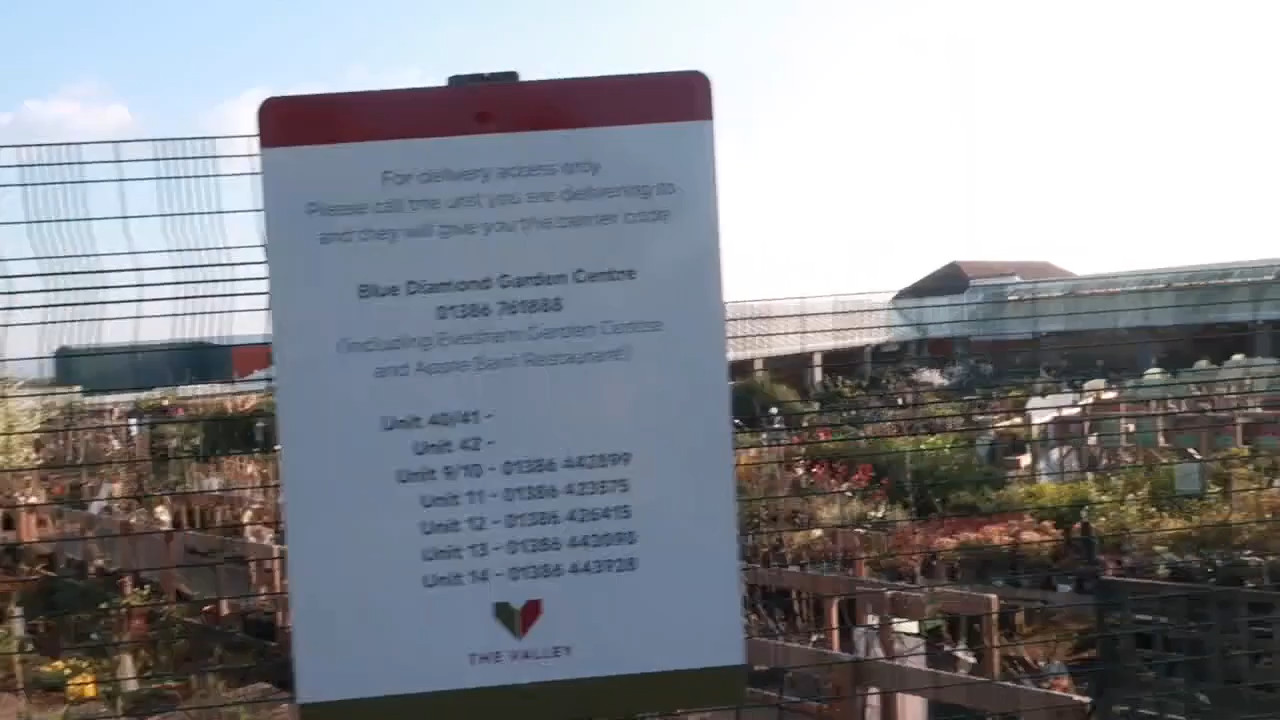 For delivery access only
Please call the unit you are delivering to
and they will give you the barrier code
Blue Diamond Garden Centre
01386 761888
(including Evesham Garden Centre
and Apple Barn Restaurant)
Unit 40/41 -
Unit 42 -
Unit 9/10 - 01386 442899
Unit 11 - 01386 423575
Unit 12 - 01386 426415
Unit 13 - 01386
Unit 14 - 01386 443928
THE VALLEY